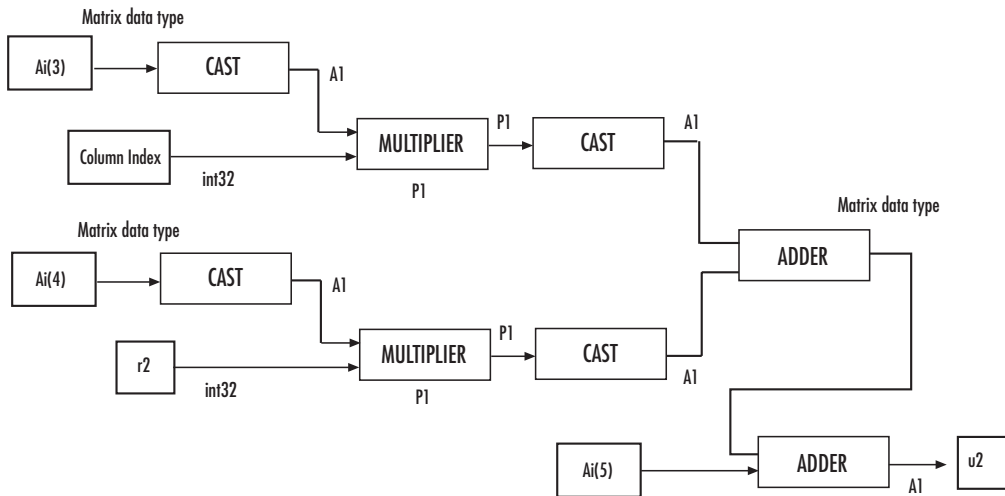 Matrix data type
Ai(3)
CAST
A1
Column Index
int32
MULTIPLIER
P1
P1
CAST
A1
Matrix data type
Ai(4)
CAST
A1
r2
int32
MULTIPLIER
P1
P1
CAST
A1
Matrix data type
ADDER
Ai(5)
ADDER
A1
u2